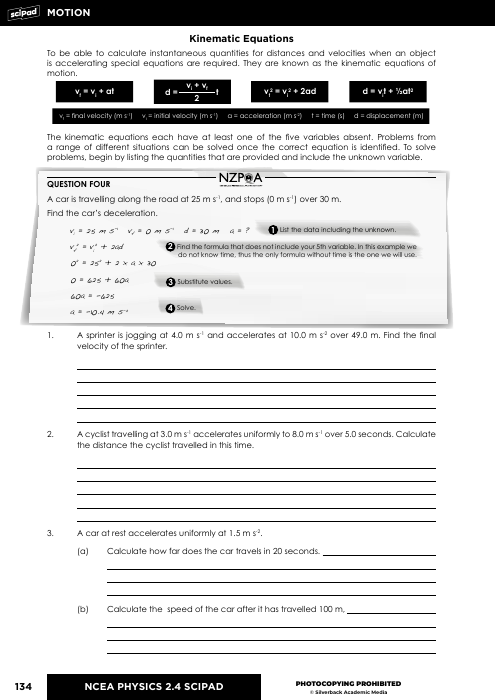 scipad MOTION
Kinematic Equations
To be able to calculate instantaneous quantities for distances and velocities when an object
is accelerating special equations are required. They are known as the kinematic equations of
motion.
v_f = v_i + at
d = (v_i + v_f)/2 t
v_f² = v_i² + 2ad
d = v_i t + ½at²
v_f = final velocity (m s⁻¹) v_i = initial velocity (m s⁻¹) a = acceleration (m s⁻²) t = time (s) d = displacement (m)
The kinematic equations each have at least one of the five variables absent. Problems from
a range of different situations can be solved once the correct equation is identified. To solve
problems, begin by listing the quantities that are provided and include the unknown variable.
NZPQA
QUESTION FOUR
A car is travelling along the road at 25 m s⁻¹, and stops (0 m s⁻¹) over 30 m.
Find the car's deceleration.
v_i = 25 m s⁻¹ v_f = 0 m s⁻¹ d = 30 m a = ?
1 List the data including the unknown.
v_f² = v_i² + 2ad
2 Find the formula that does not include your 5th variable. In this example we
do not know time, thus the only formula without time is the one we will use.
0² = 25² + 2 x a x 30
0 = 625 + 60a
3 Substitute values.
60a = -625
a = -10.4 m s⁻²
4 Solve.
1. A sprinter is jogging at 4.0 m s⁻¹ and accelerates at 10.0 m s⁻² over 49.0 m. Find the final
velocity of the sprinter.
2. A cyclist travelling at 3.0 m s⁻¹ accelerates uniformly to 8.0 m s⁻¹ over 5.0 seconds. Calculate
the distance the cyclist travelled in this time.
3. A car at rest accelerates uniformly at 1.5 m s⁻².
(a) Calculate how far does the car travels in 20 seconds.
(b) Calculate the speed of the car after it has travelled 100 m,
134 NCEA PHYSICS 2.4 SCIPAD
PHOTOCOPYING PROHIBITED
© Silverback Academic Media